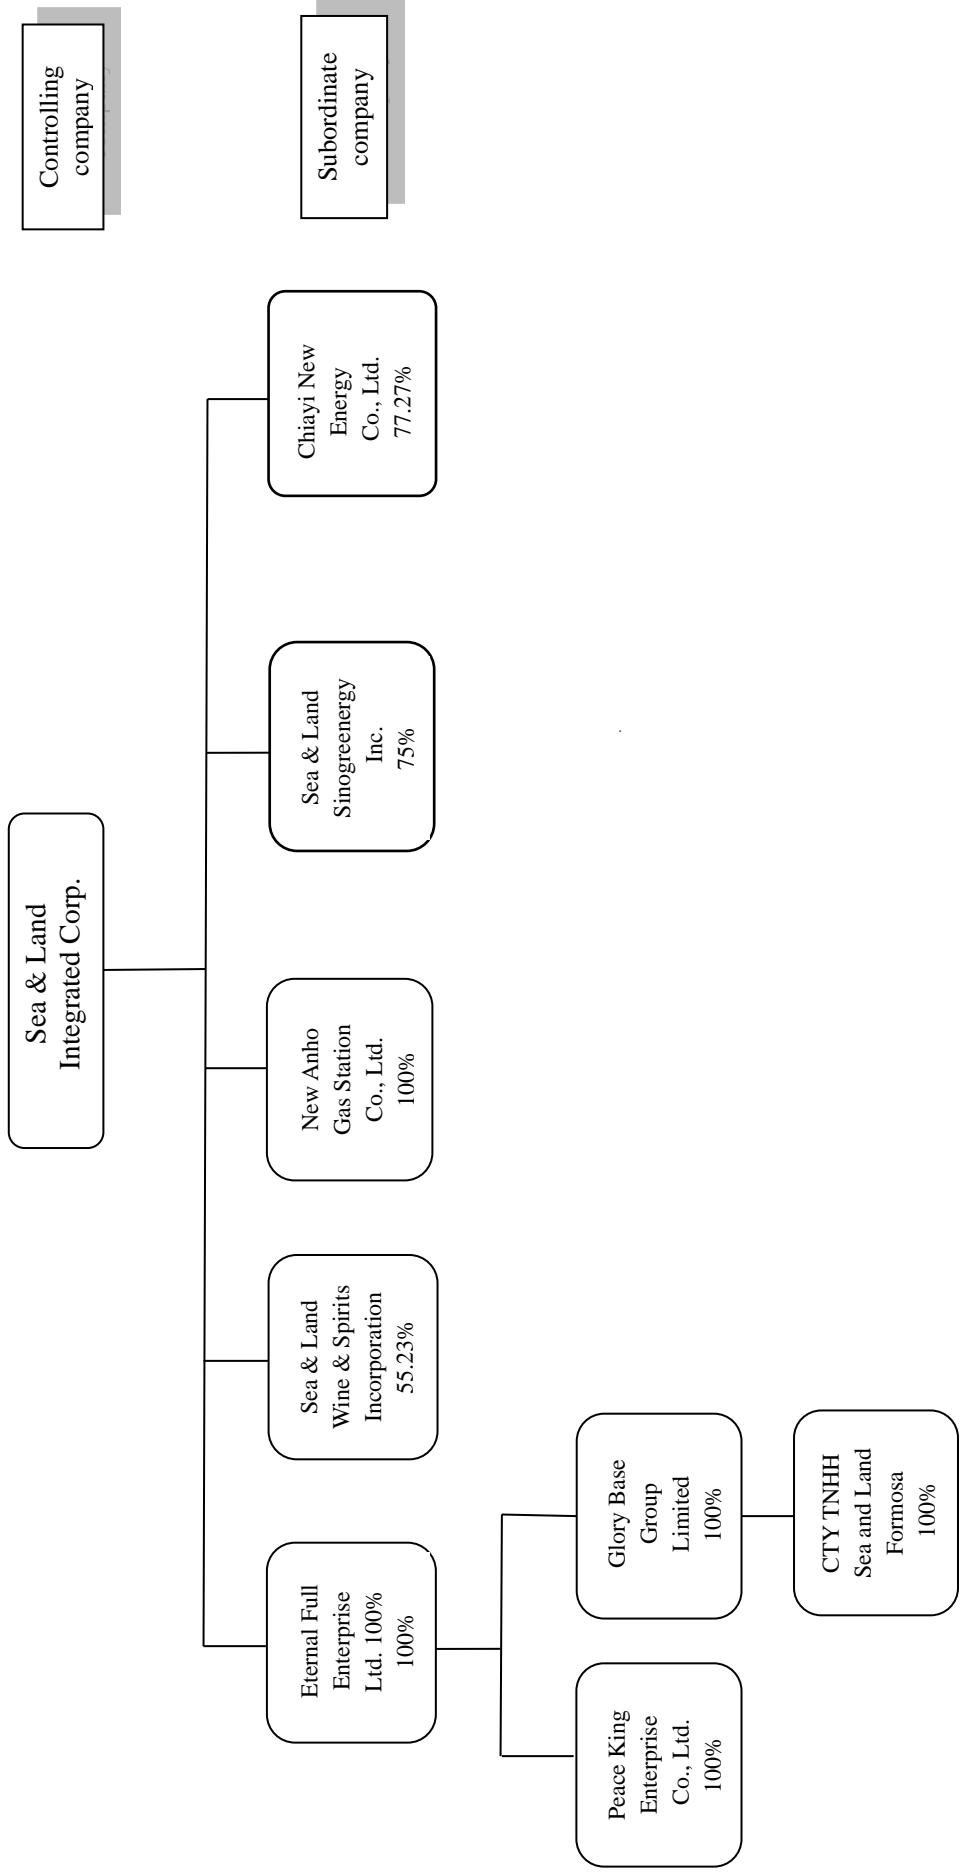 Controlling
company
Sea & Land
Integrated Corp.
Subordinate
company
Eternal Full
Enterprise
Ltd. 100%
100%
Sea & Land
Wine & Spirits
Incorporation
55.23%
New Anho
Gas Station
Co., Ltd.
100%
Sea & Land
Sinogreenergy
Inc.
75%
Chiayi New
Energy
Co., Ltd.
77.27%
Peace King
Enterprise
Co., Ltd.
100%
Glory Base
Group
Limited
100%
CTY TNHH
Sea and Land
Formosa
100%